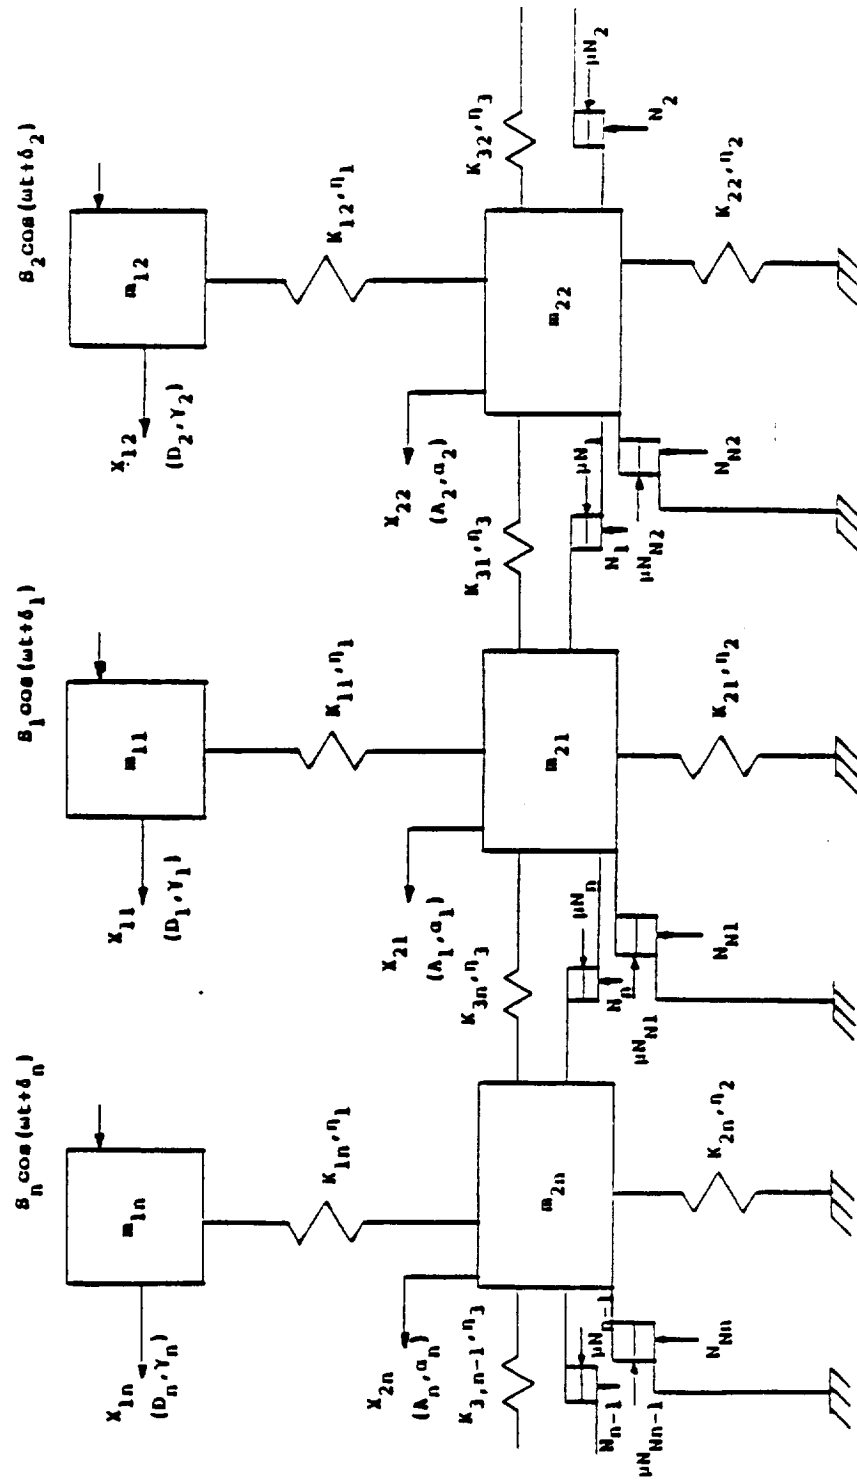 S_n cos(ωt+δ_n)
S_1 cos(ωt+δ_1)
S_2 cos(ωt+δ_2)
m_1n
m_11
m_12
X_1n
(D_n,γ_n)
X_11
(D_1,γ_1)
X_12
(D_2,γ_2)
K_1n,η_1
K_11,η_1
K_12,η_1
X_2n
(A_n,α_n)
X_21
(A_1,α_1)
X_22
(A_2,α_2)
K_3,n-1,η_3
K_3n,η_3
K_31,η_3
K_32,η_3
m_2n
m_21
m_22
N_n-1
μN_n-1
N_n
μN_n
N_1
μN_1
μN_2
N_2
μN_Nn-1
N_Nn
K_2n,η_2
μN_N1
N_N1
K_21,η_2
μN_N2
N_N2
K_22,η_2